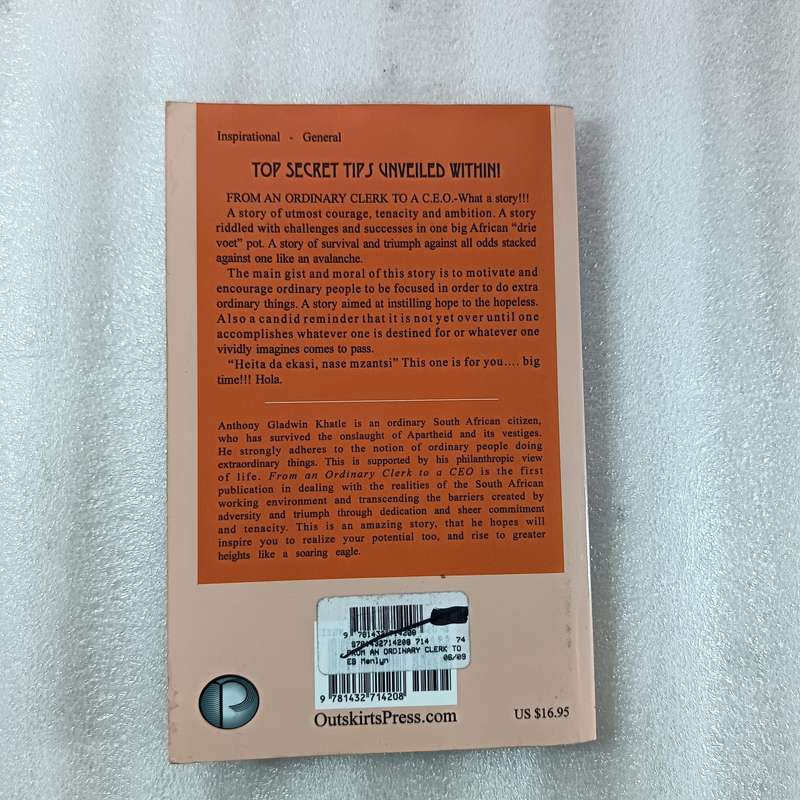 Inspirational - General
TOP SECRET TIPS UNVEILED WITHIN!
FROM AN ORDINARY CLERK TO A C.E.O.-What a story!!!
A story of utmost courage, tenacity and ambition. A story
riddled with challenges and successes in one big African “drie
voet” pot. A story of survival and triumph against all odds stacked
against one like an avalanche.
The main gist and moral of this story is to motivate and
encourage ordinary people to be focused in order to do extra
ordinary things. A story aimed at instilling hope to the hopeless.
Also a candid reminder that it is not yet over until one
accomplishes whatever one is destined for or whatever one
vividly imagines comes to pass.
“Heita da ekasi, nase mzantsi” This one is for you.... big
time!!! Hola.
Anthony Gladwin Khatle is an ordinary South African citizen,
who has survived the onslaught of Apartheid and its vestiges.
He strongly adheres to the notion of ordinary people doing
extraordinary things. This is supported by his philanthropic view
of life. From an Ordinary Clerk to a CEO is the first
publication in dealing with the realities of the South African
working environment and transcending the barriers created by
adversity and triumph through dedication and sheer commitment
and tenacity. This is an amazing story, that he hopes will
inspire you to realize your potential too, and rise to greater
heights like a soaring eagle.
9 781432 714208
9781432714208 714 74
FROM AN ORDINARY CLERK TO
EB Menlyn 08/09
9 781432 714208
OutskirtsPress.com
US $16.95